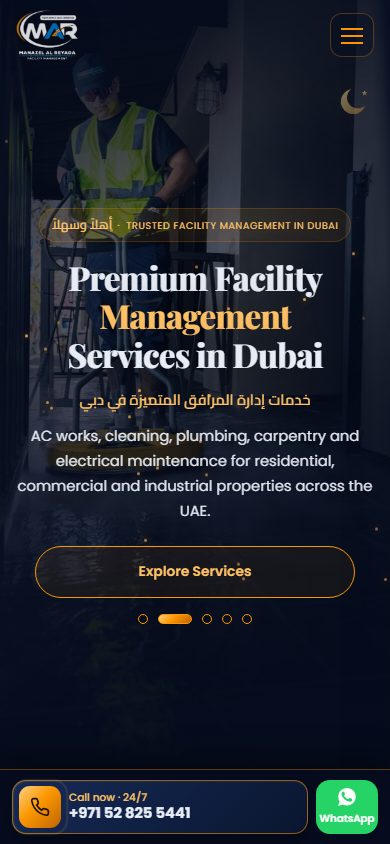 MAR
MANAZEL AL REYADA
FACILITY MANAGEMENT
أهلاً وسهلاً · TRUSTED FACILITY MANAGEMENT IN DUBAI
Premium Facility
Management
Services in Dubai
خدمات إدارة المرافق المتميزة في دبي
AC works, cleaning, plumbing, carpentry and
electrical maintenance for residential,
commercial and industrial properties across the
UAE.
Explore Services
Call now · 24/7
+971 52 825 5441
WhatsApp